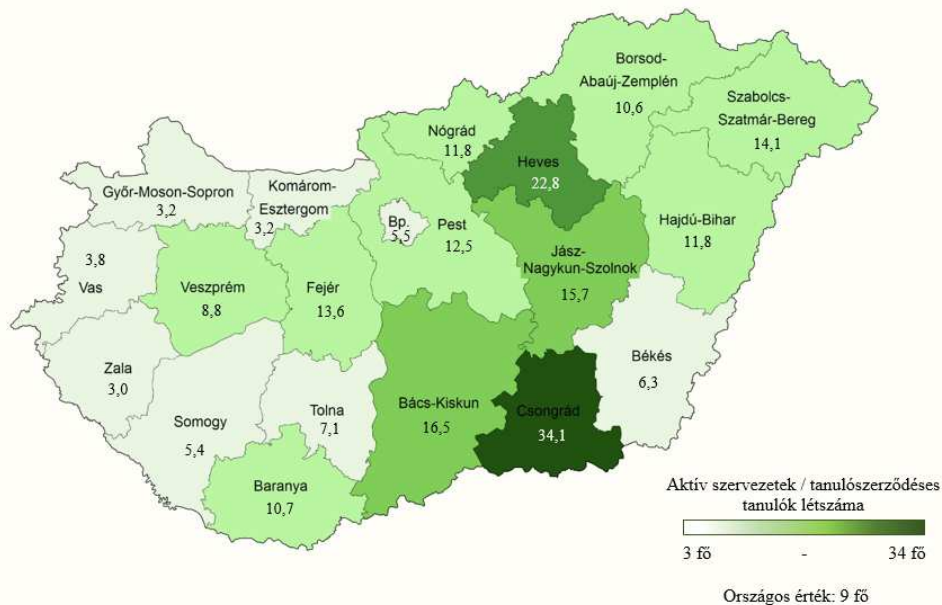 Borsod-
Abaúj-Zemplén
10,6
Szabolcs-
Szatmár-Bereg
14,1
Nógrád
11,8
Heves
22,8
Győr-Moson-Sopron
3,2
Komárom-
Esztergom
3,2
Bp.
5,5
Pest
12,5
Hajdú-Bihar
11,8
Jász-
Nagykun-Szolnok
15,7
3,8
Vas
Veszprém
8,8
Fejér
13,6
Békés
6,3
Zala
3,0
Somogy
5,4
Tolna
7,1
Bács-Kiskun
16,5
Csongrád
34,1
Baranya
10,7
Aktív szervezetek / tanulószerződéses
tanulók létszáma
3 fő - 34 fő
Országos érték: 9 fő